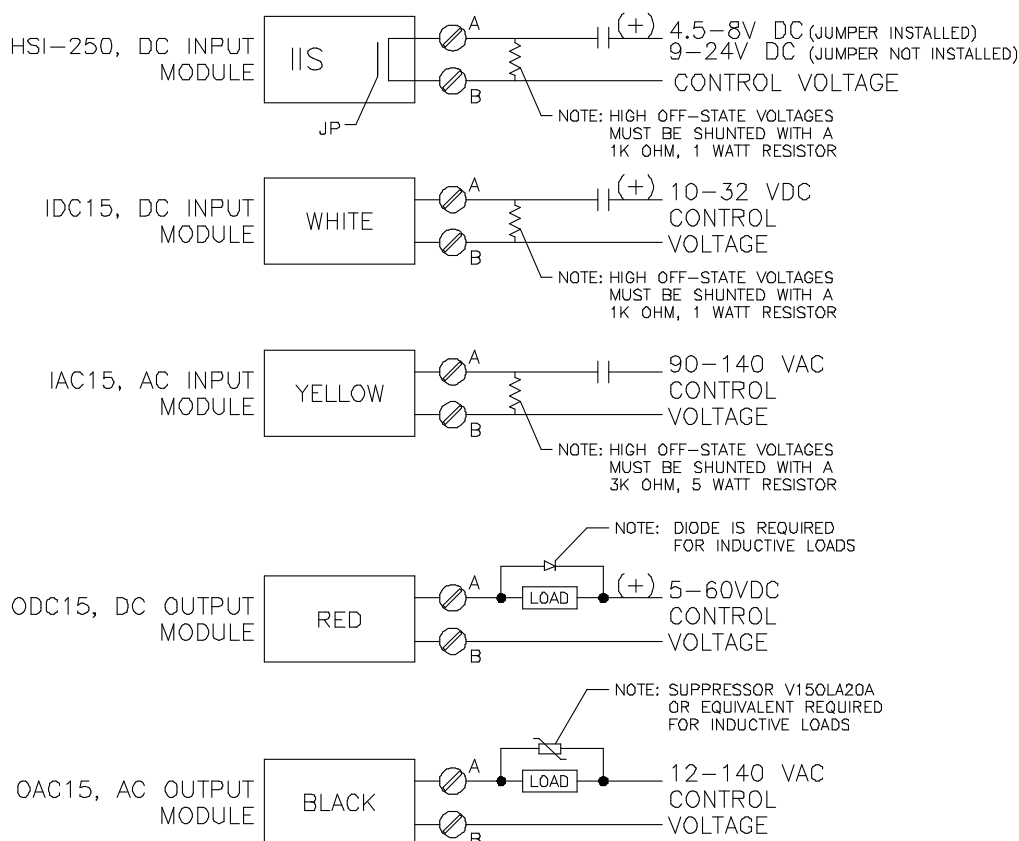 HSI-250, DC INPUT
MODULE
IIS
JP
A
B
(+)
4.5-8V DC (JUMPER INSTALLED)
9-24V DC (JUMPER NOT INSTALLED)
CONTROL VOLTAGE
NOTE: HIGH OFF-STATE VOLTAGES
MUST BE SHUNTED WITH A
1K OHM, 1 WATT RESISTOR
IDC15, DC INPUT
MODULE
WHITE
A
B
(+)
10-32 VDC
CONTROL
VOLTAGE
NOTE: HIGH OFF-STATE VOLTAGES
MUST BE SHUNTED WITH A
1K OHM, 1 WATT RESISTOR
IAC15, AC INPUT
MODULE
YELLOW
A
B
90-140 VAC
CONTROL
VOLTAGE
NOTE: HIGH OFF-STATE VOLTAGES
MUST BE SHUNTED WITH A
3K OHM, 5 WATT RESISTOR
NOTE: DIODE IS REQUIRED
FOR INDUCTIVE LOADS
ODC15, DC OUTPUT
MODULE
RED
A
B
LOAD
(+)
5-60VDC
CONTROL
VOLTAGE
NOTE: SUPPRESSOR V150LA20A
OR EQUIVALENT REQUIRED
FOR INDUCTIVE LOADS
OAC15, AC OUTPUT
MODULE
BLACK
A
B
LOAD
12-140 VAC
CONTROL
VOLTAGE